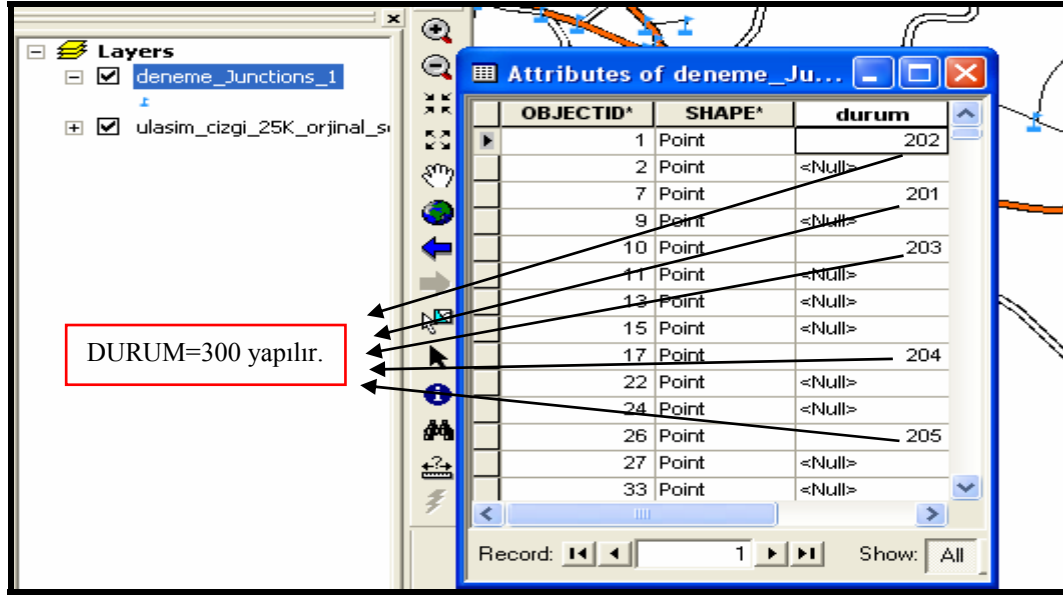 Layers
deneme_Junctions_1
ulasim_cizgi_25K_orjinal_s
DURUM=300 yapılır.
Attributes of deneme_Ju...
OBJECTID* SHAPE* durum
1 Point 202
2 Point <Null>
7 Point 201
9 Point <Null>
10 Point 203
11 Point <Null>
13 Point <Null>
15 Point <Null>
17 Point 204
22 Point <Null>
24 Point <Null>
26 Point 205
27 Point <Null>
33 Point <Null>
Record: 1 Show: All